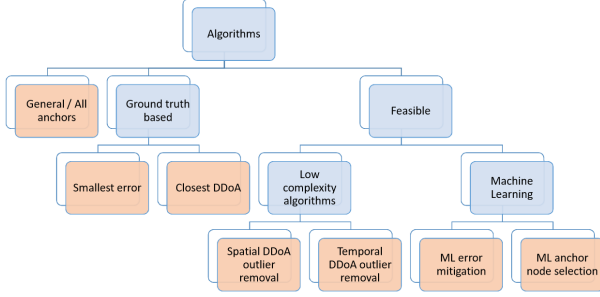 Algorithms
General / All
anchors
Ground truth
based
Feasible
Smallest error
Closest DDoA
Low
complexity
algorithms
Machine
Learning
Spatial DDoA
outlier
removal
Temporal
DDoA outlier
removal
ML error
mitigation
ML anchor
node selection